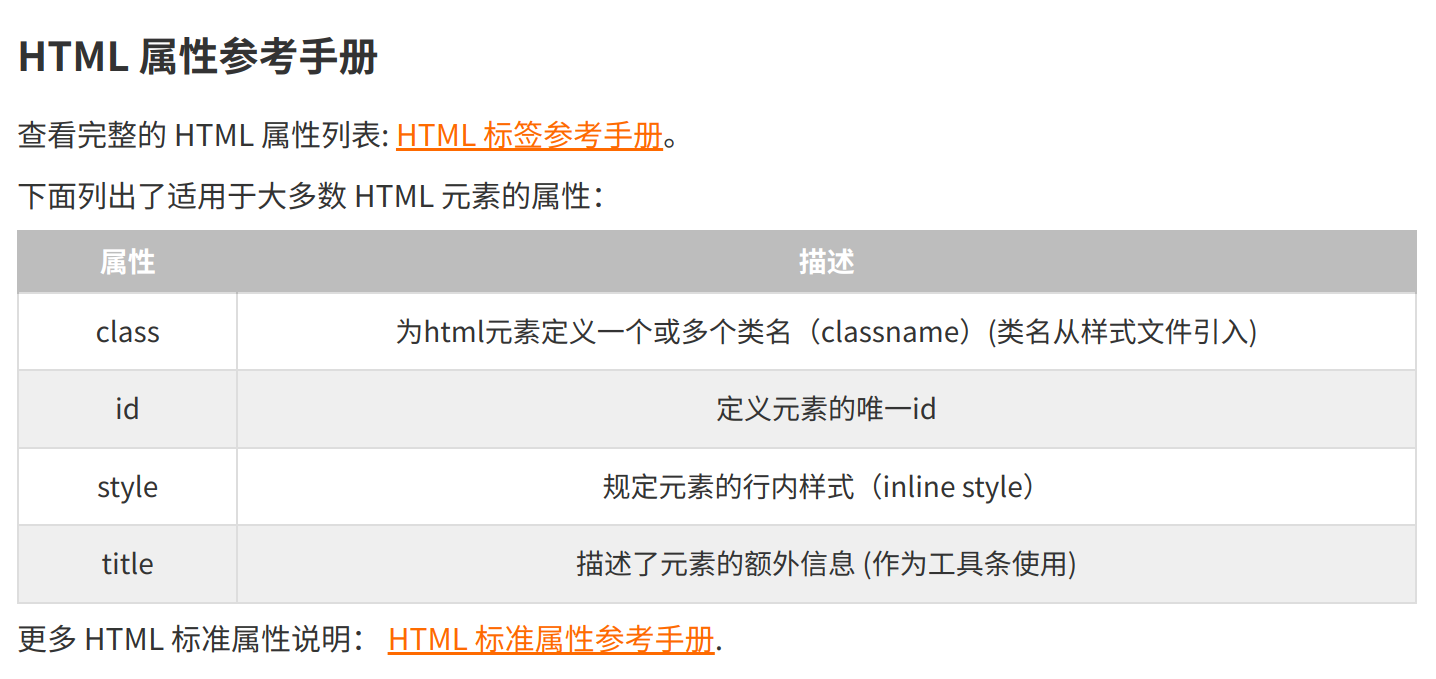 HTML 属性参考手册
查看完整的 HTML 属性列表: HTML 标签参考手册。
下面列出了适用于大多数 HTML 元素的属性：
属性 描述
class 为html元素定义一个或多个类名（classname）(类名从样式文件引入)
id 定义元素的唯一id
style 规定元素的行内样式（inline style）
title 描述了元素的额外信息 (作为工具条使用)
更多 HTML 标准属性说明： HTML 标准属性参考手册.